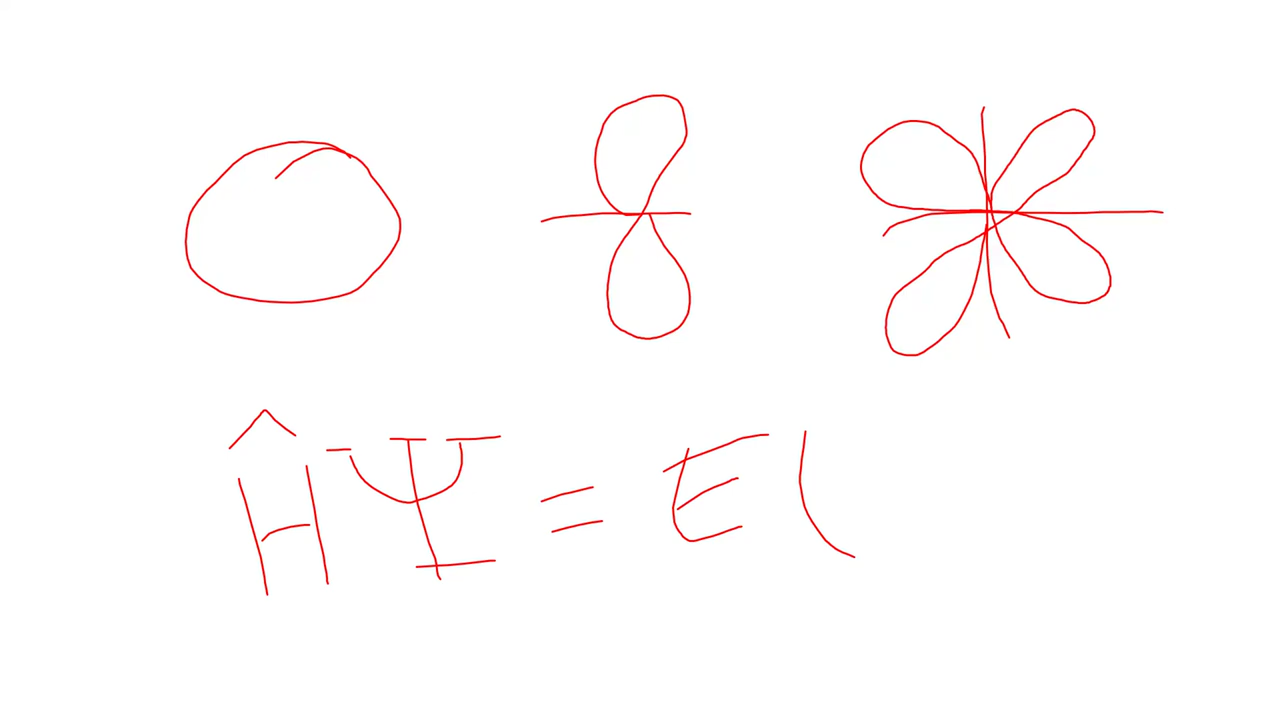 ĤΨ = E(